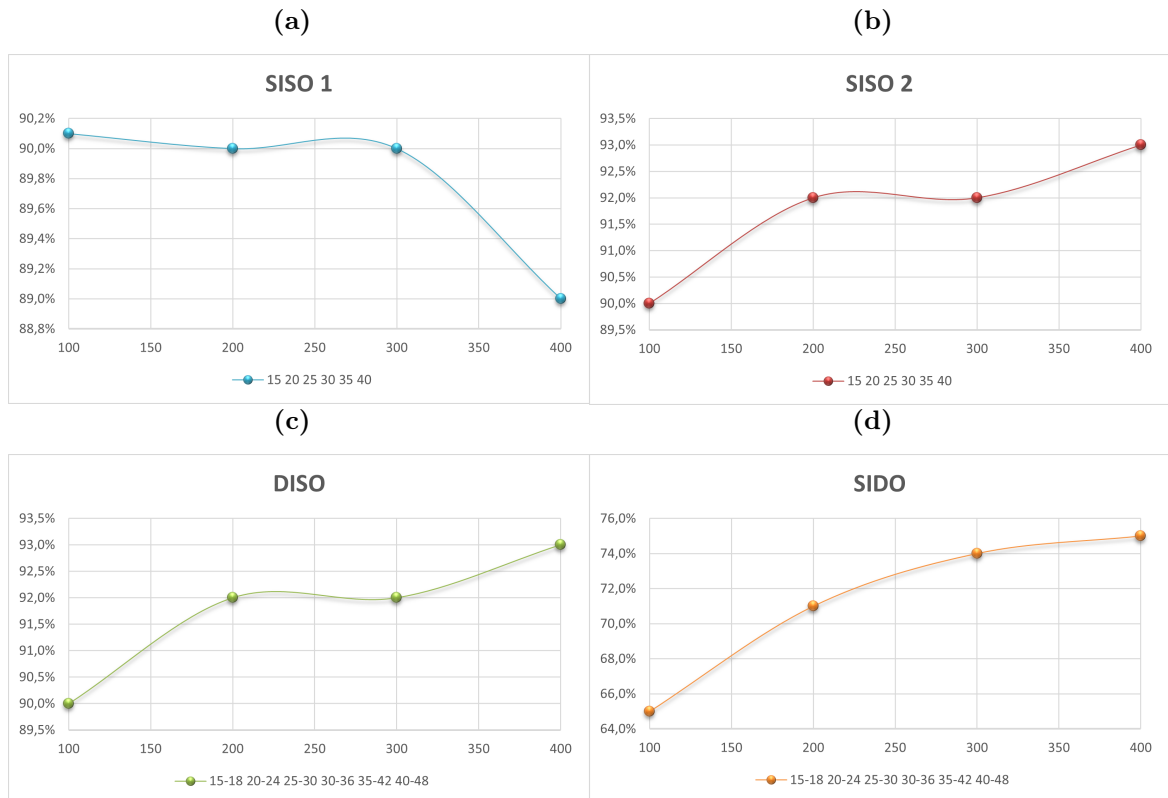 (a)
SISO 1
90,2%
90,0%
89,8%
89,6%
89,4%
89,2%
89,0%
88,8%
100 150 200 250 300 350 400
15 20 25 30 35 40
(b)
SISO 2
93,5%
93,0%
92,5%
92,0%
91,5%
91,0%
90,5%
90,0%
89,5%
100 150 200 250 300 350 400
15 20 25 30 35 40
(c)
DISO
93,5%
93,0%
92,5%
92,0%
91,5%
91,0%
90,5%
90,0%
89,5%
100 150 200 250 300 350 400
15-18 20-24 25-30 30-36 35-42 40-48
(d)
SIDO
76,0%
74,0%
72,0%
70,0%
68,0%
66,0%
64,0%
100 150 200 250 300 350 400
15-18 20-24 25-30 30-36 35-42 40-48